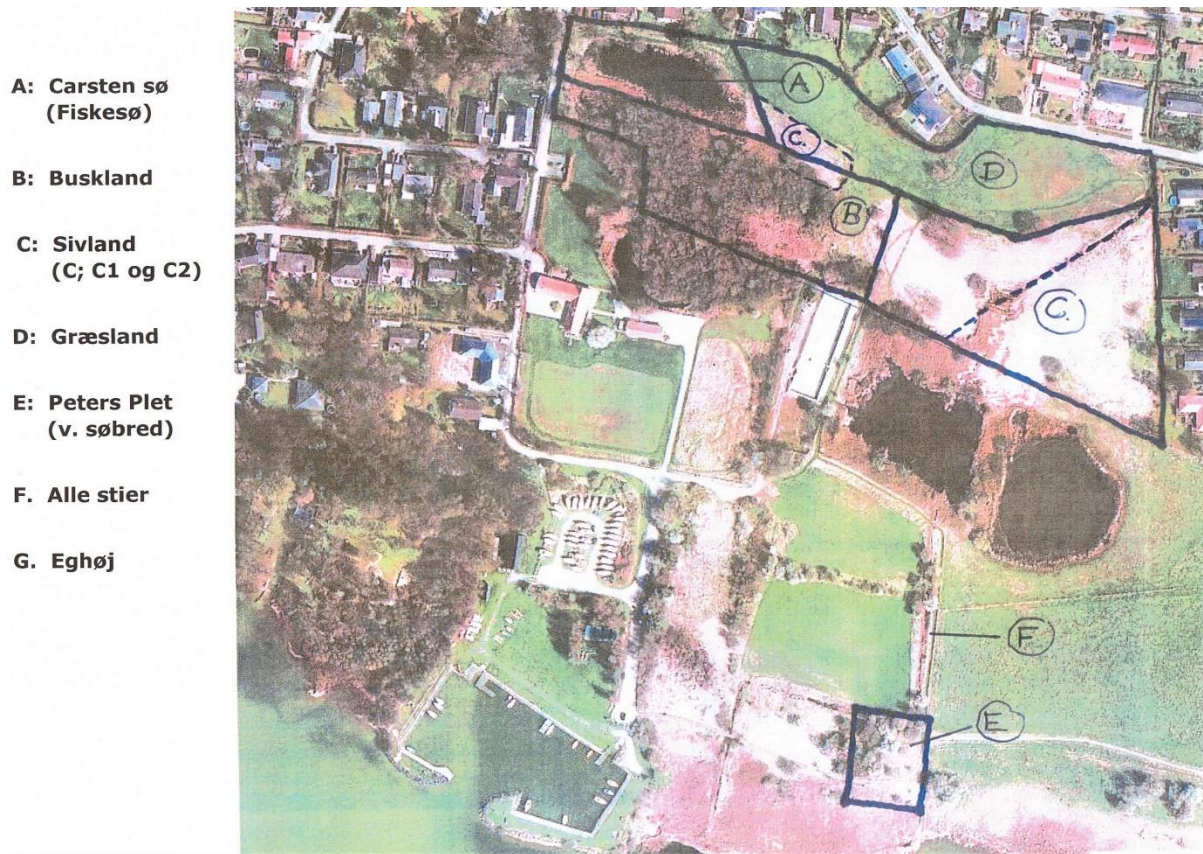 A: Carsten sø
(Fiskesø)
B: Buskland
C: Sivland
(C; C1 og C2)
D: Græsland
E: Peters Plet
(v. søbred)
F. Alle stier
G. Eghøj
A
C.
D
B
C.
F
E